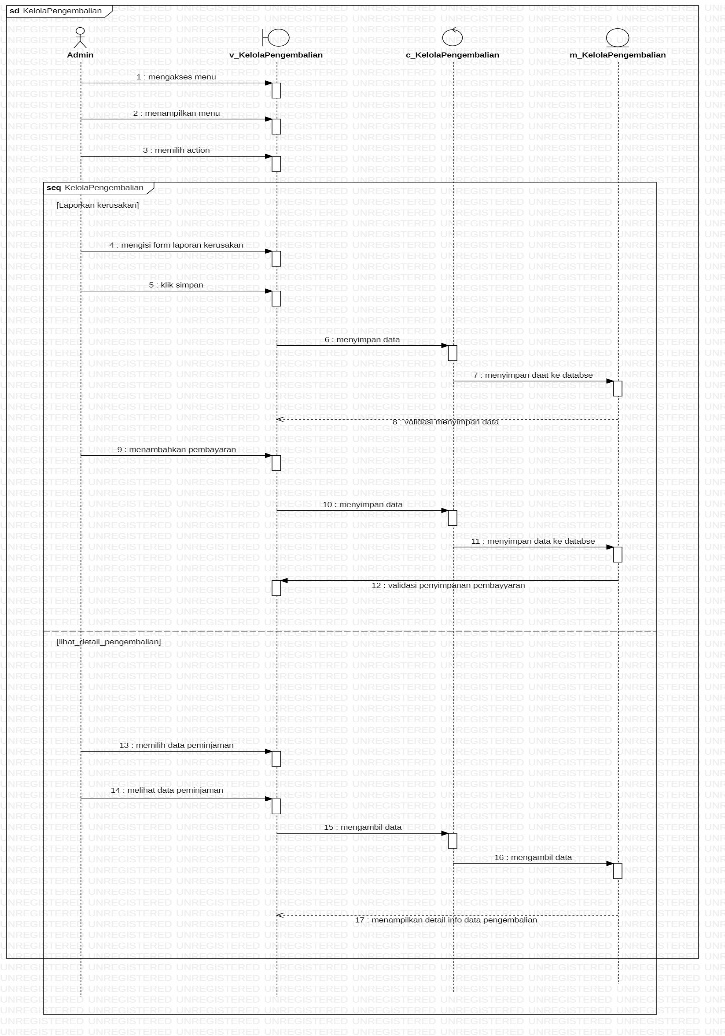 sd KelolaPengembalian
Admin
v_KelolaPengembalian
c_KelolaPengembalian
m_KelolaPengembalian
1 : mengakses menu
2 : menampilkan menu
3 : memilih action
seq KelolaPengembalian
[Laporkan kerusakan]
4 : mengisi form laporan kerusakan
5 : klik simpan
6 : menyimpan data
7 : menyimpan daat ke databse
8 : validasi menyimpan data
9 : menambahkan pembayaran
10 : menyimpan data
11 : menyimpan data ke databse
12 : validasi penyimpanan pembayyaran
[lihat_detail_pengembalian]
13 : memilih data peminjaman
14 : melihat data peminjaman
15 : mengambil data
16 : mengambil data
17 : menampilkan detail info data pengembalian
UNREGISTERED